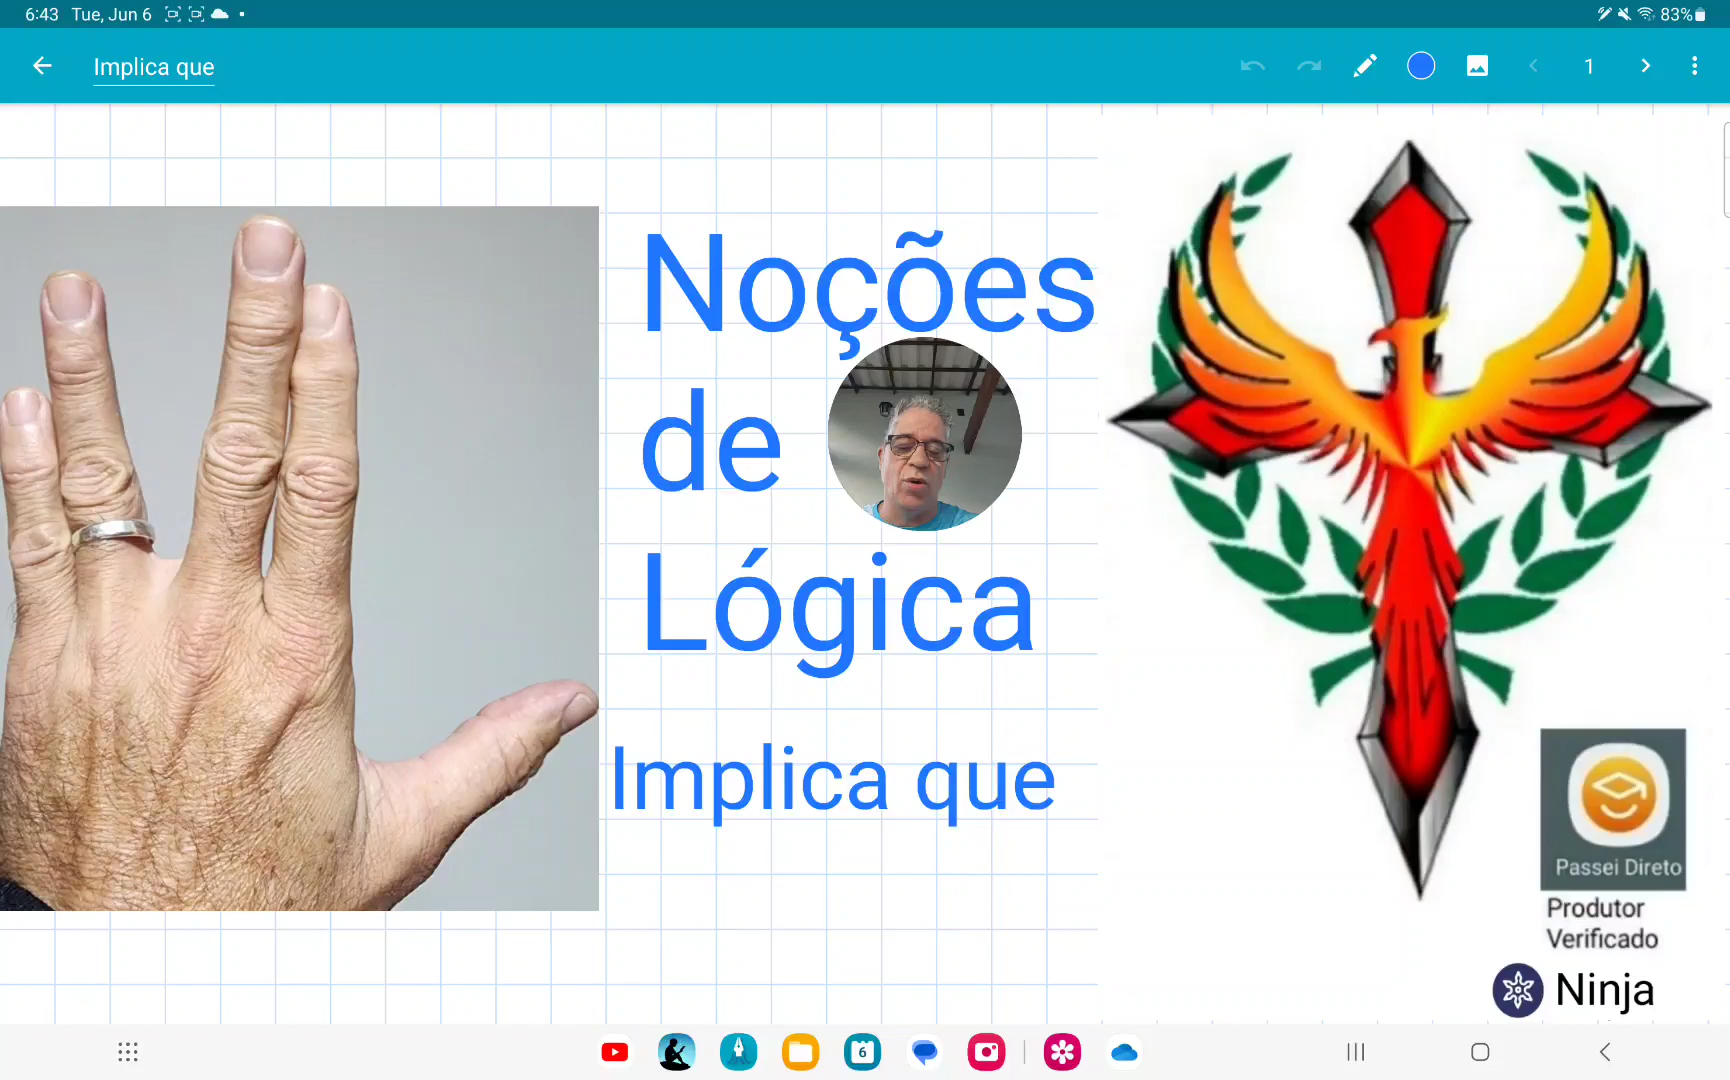 6:43 Tue, Jun 6
83%
Implica que
1
Noções
de
Lógica
Implica que
Passei Direto
Produtor
Verificado
Ninja
6